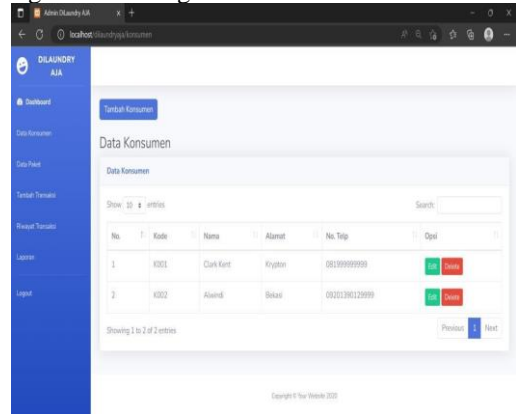 Admin DiLaundry AJA
localhost/dilaundryaja/konsumen
DILAUNDRY
AJA
Dashboard
Data Konsumen
Data Paket
Tambah Transaksi
Riwayat Transaksi
Laporan
Logout
Tambah Konsumen
Data Konsumen
Data Konsumen
Show 10 entries
Search:
No. Kode Nama Alamat No. Telp Opsi
1 K001 Clark Kent Krypton 081999999999 Edit Delete
2 K002 Alwindi Bekasi 09201390129999 Edit Delete
Showing 1 to 2 of 2 entries
Previous 1 Next
Copyright © Your Website 2020